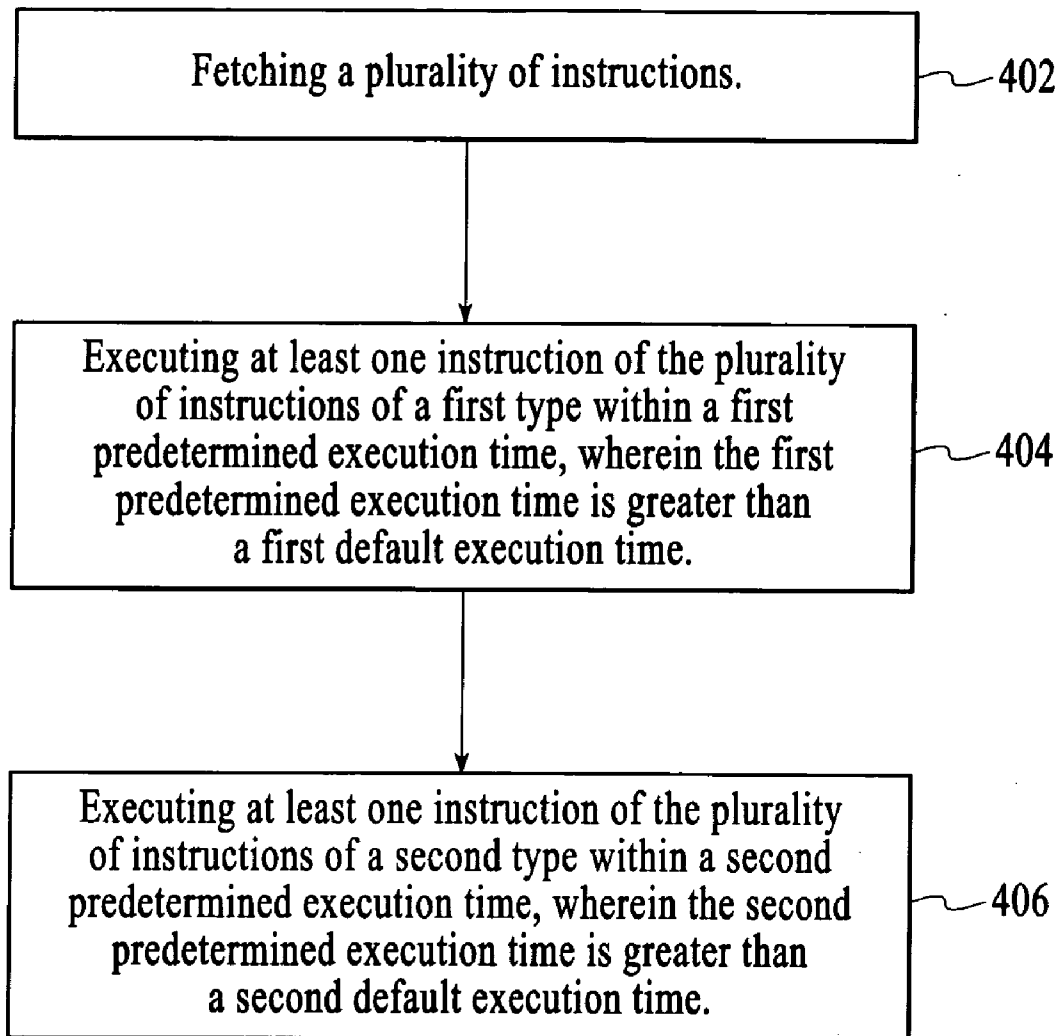 Fetching a plurality of instructions.
402
Executing at least one instruction of the plurality
of instructions of a first type within a first
predetermined execution time, wherein the first
predetermined execution time is greater than
a first default execution time.
404
Executing at least one instruction of the plurality
of instructions of a second type within a second
predetermined execution time, wherein the second
predetermined execution time is greater than
a second default execution time.
406